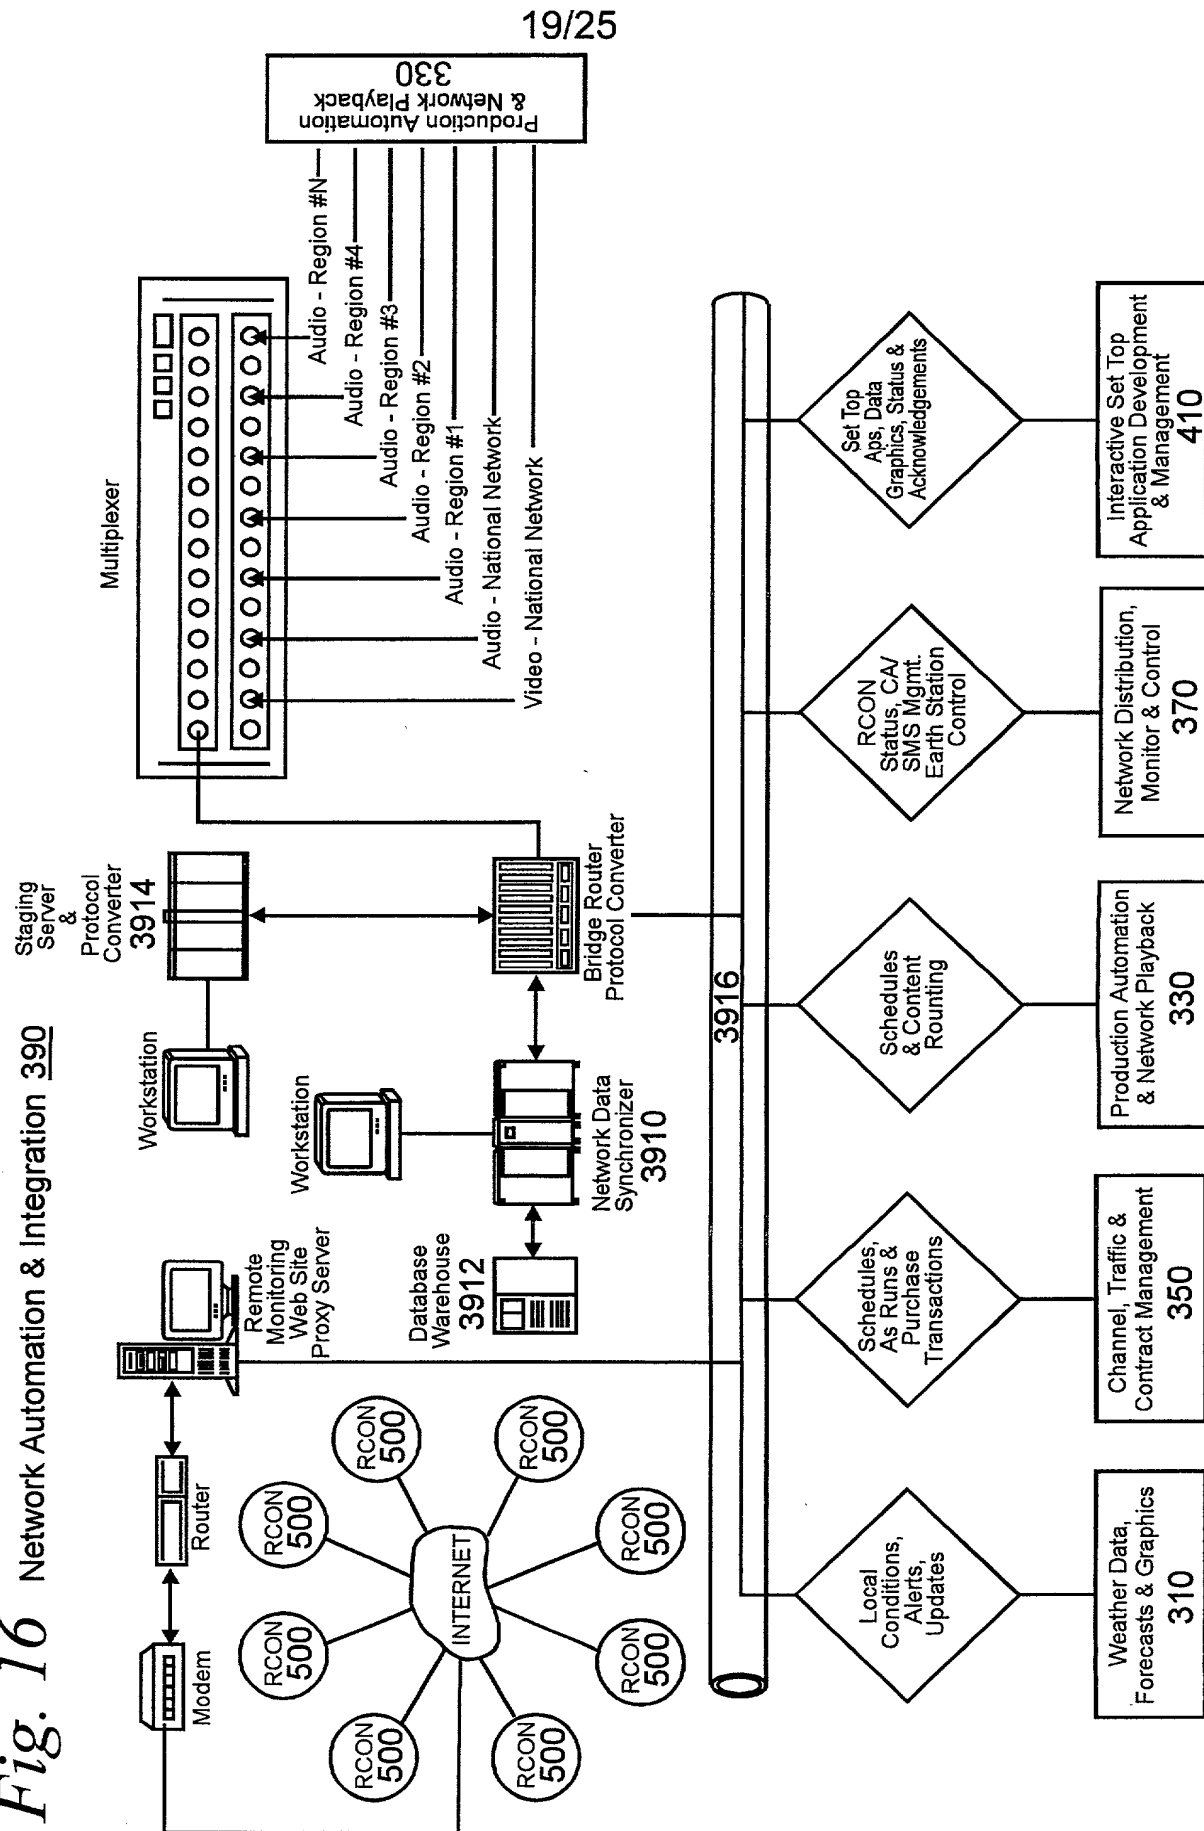 19/25
Fig. 16 Network Automation & Integration 390
Modem
Router
Remote
Monitoring
Web Site
Proxy Server
Workstation
Staging
Server
&
Protocol
Converter
3914
Multiplexer
Workstation
Database
Warehouse
3912
Network Data
Synchronizer
3910
Bridge Router
Protocol Converter
Audio - Region #N
Audio - Region #4
Audio - Region #3
Audio - Region #2
Audio - Region #1
Audio - National Network
Video - National Network
Production Automation
& Network Playback
330
INTERNET
RCON
500
RCON
500
RCON
500
RCON
500
RCON
500
RCON
500
RCON
500
RCON
500
3916
Local
Conditions,
Alerts,
Updates
Schedules,
As Runs &
Purchase
Transactions
Schedules
& Content
Rounting
RCON
Status, CA/
SMS Mgmt.
Earth Station
Control
Set Top
Aps, Data
Graphics, Status &
Acknowledgements
Weather Data,
Forecasts & Graphics
310
Channel, Traffic &
Contract Management
350
Production Automation
& Network Playback
330
Network Distribution,
Monitor & Control
370
Interactive Set Top
Application Development
& Management
410